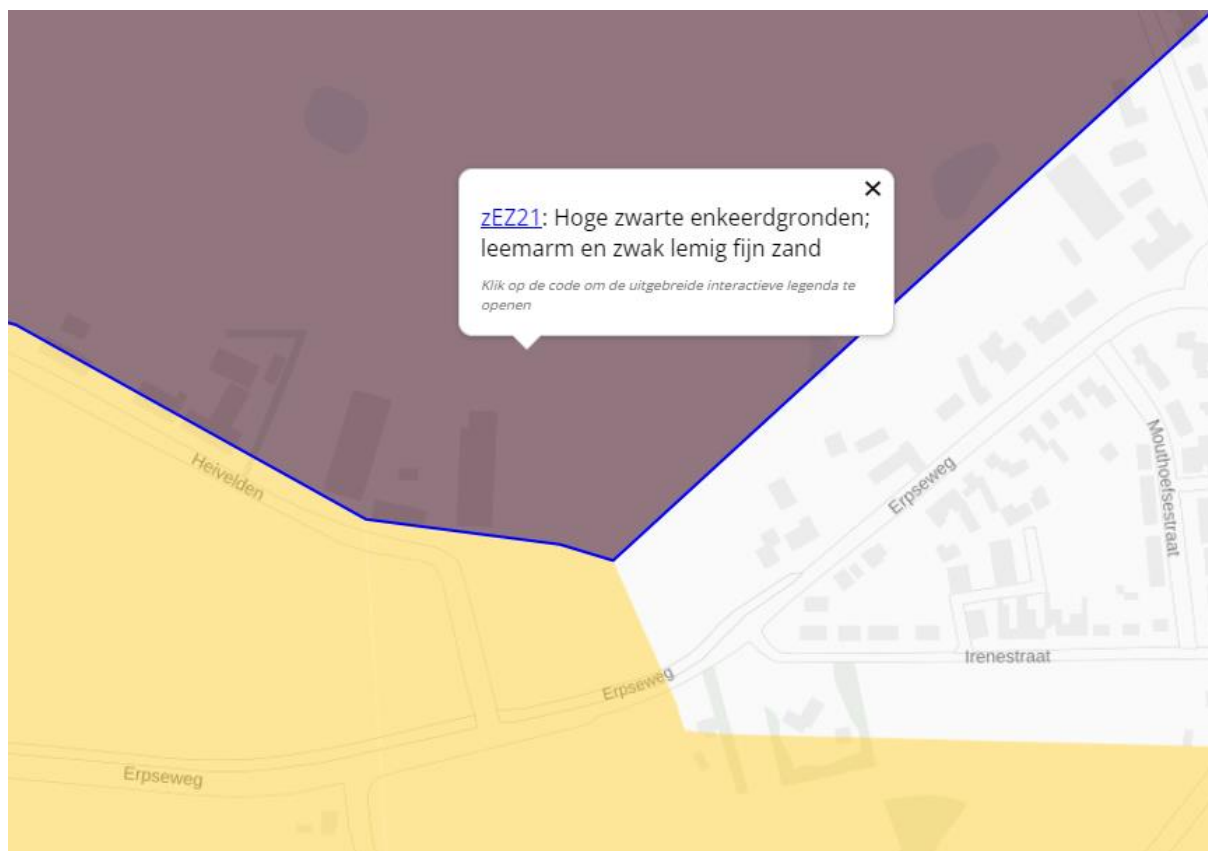 zEZ21: Hoge zwarte enkeerdgronden;
leemarm en zwak lemig fijn zand
Klik op de code om de uitgebreide interactieve legenda te
openen
Heivelden
Erpseweg
Mouthoefsestraat
Irenestraat
Erpseweg
Erpseweg